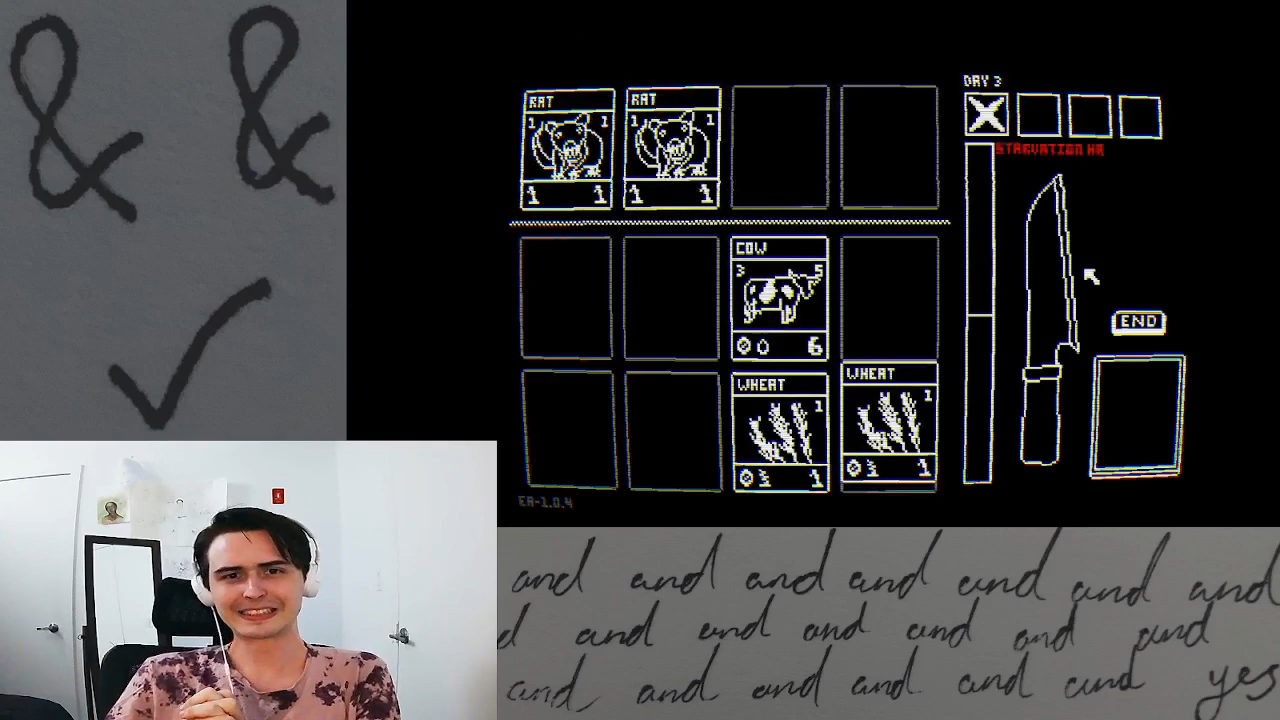 & &
✓
DAY 3
RAT
1 1
1 1
RAT
1 1
1 1
COW
3 5
0 6
WHEAT
1
3 1
WHEAT
1
3 1
END
EA-1.0.4
and and and and and and and
d and and and and and and
and and and and and and yes